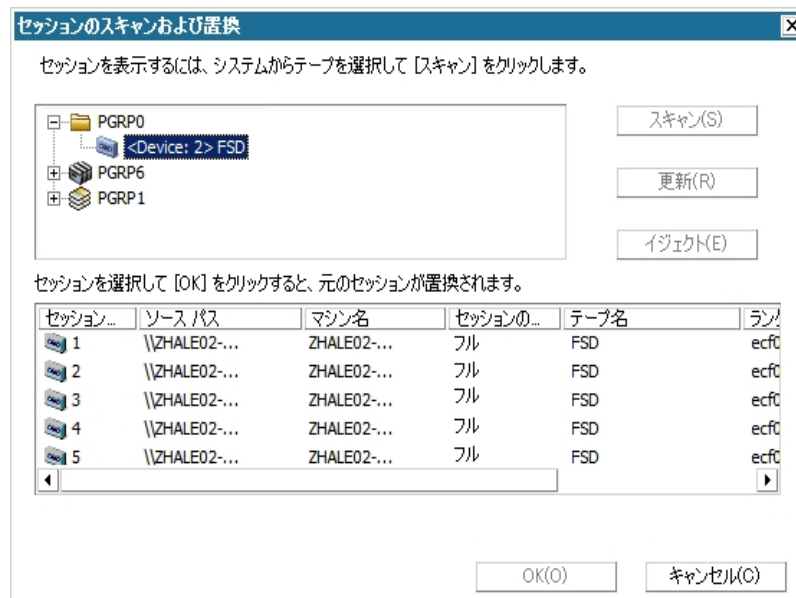 セッションのスキャンおよび置換
セッションを表示するには、システムからテープを選択して [スキャン] をクリックします。
PGRP0
<Device: 2> FSD
PGRP6
PGRP1
スキャン(S)
更新(R)
イジェクト(E)
セッションを選択して [OK] をクリックすると、元のセッションが置換されます。
セッション... ソース パス マシン名 セッションの... テープ名
1 \\ZHALE02-... ZHALE02-... フル FSD ecf0
2 \\ZHALE02-... ZHALE02-... フル FSD ecf0
3 \\ZHALE02-... ZHALE02-... フル FSD ecf0
4 \\ZHALE02-... ZHALE02-... フル FSD ecf0
5 \\ZHALE02-... ZHALE02-... フル FSD ecf0
OK(O) キャンセル(C)